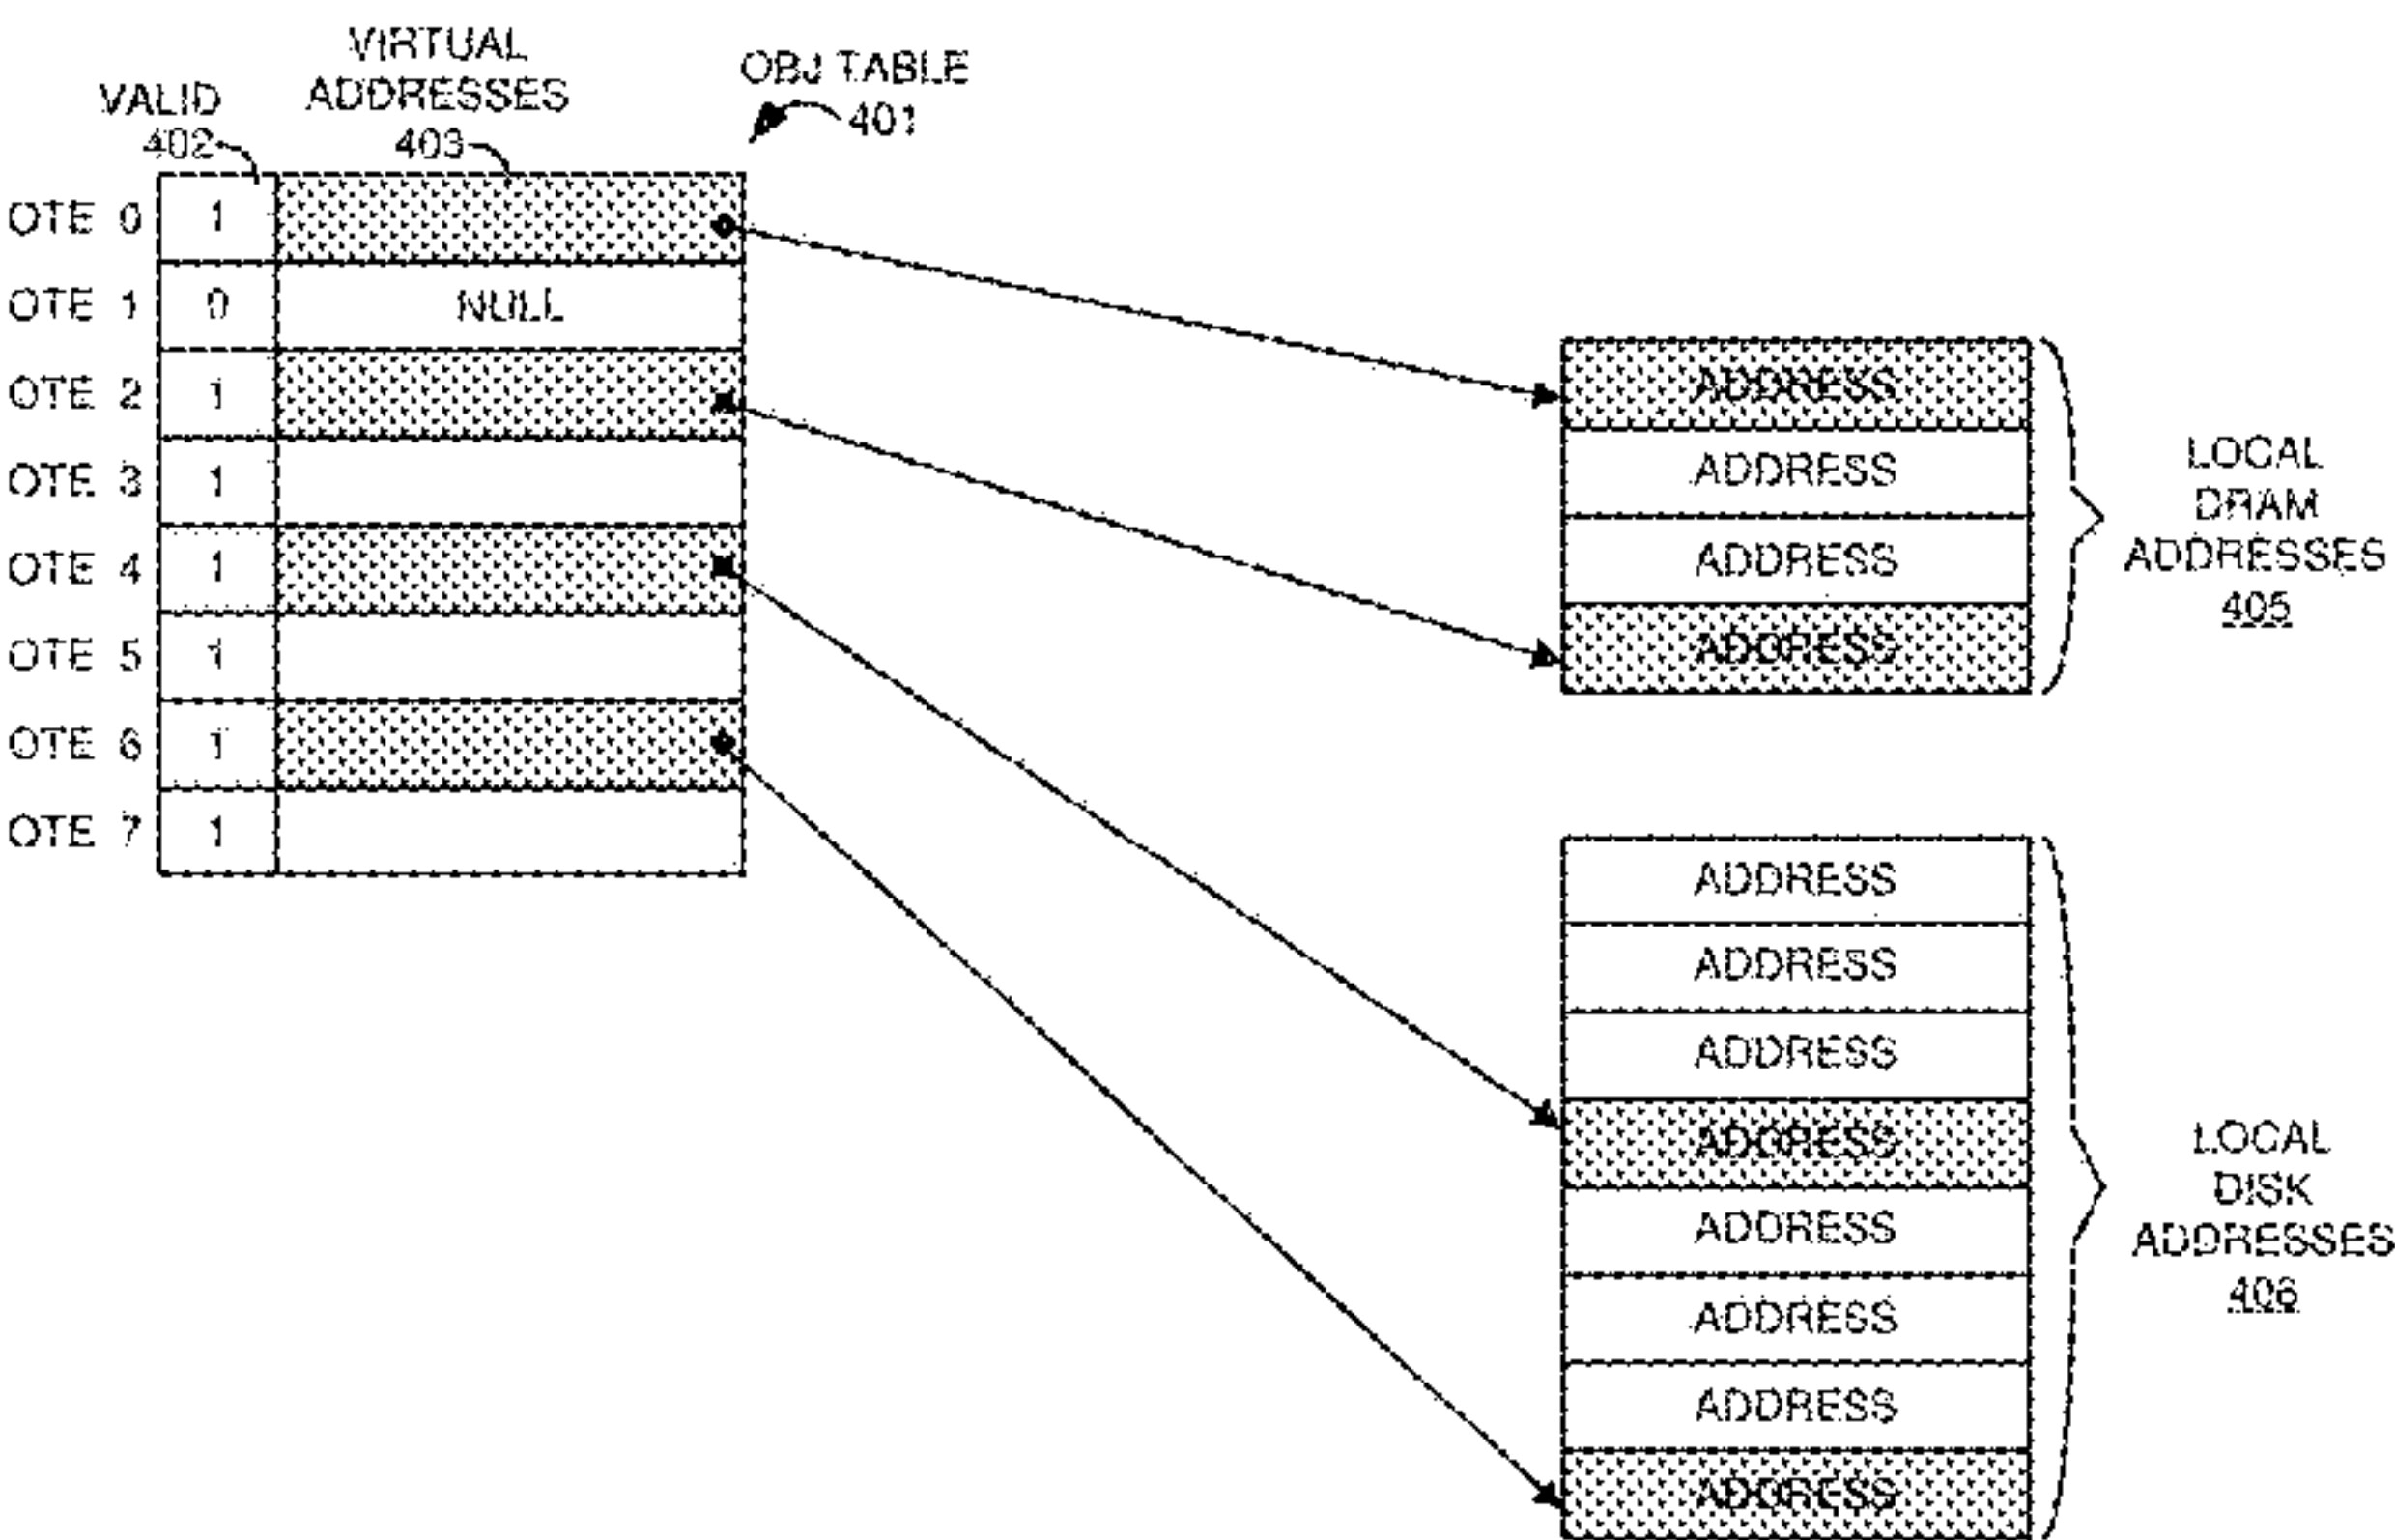 VIRTUAL
ADDRESSES
403
VALID
402
OBJ TABLE
401
OTE 0 1
OTE 1 0 NULL
OTE 2 1
OTE 3 1
OTE 4 1
OTE 5 1
OTE 6 1
OTE 7 1
ADDRESS
ADDRESS
ADDRESS
ADDRESS
LOCAL
DRAM
ADDRESSES
405
ADDRESS
ADDRESS
ADDRESS
ADDRESS
ADDRESS
ADDRESS
ADDRESS
ADDRESS
LOCAL
DISK
ADDRESSES
406